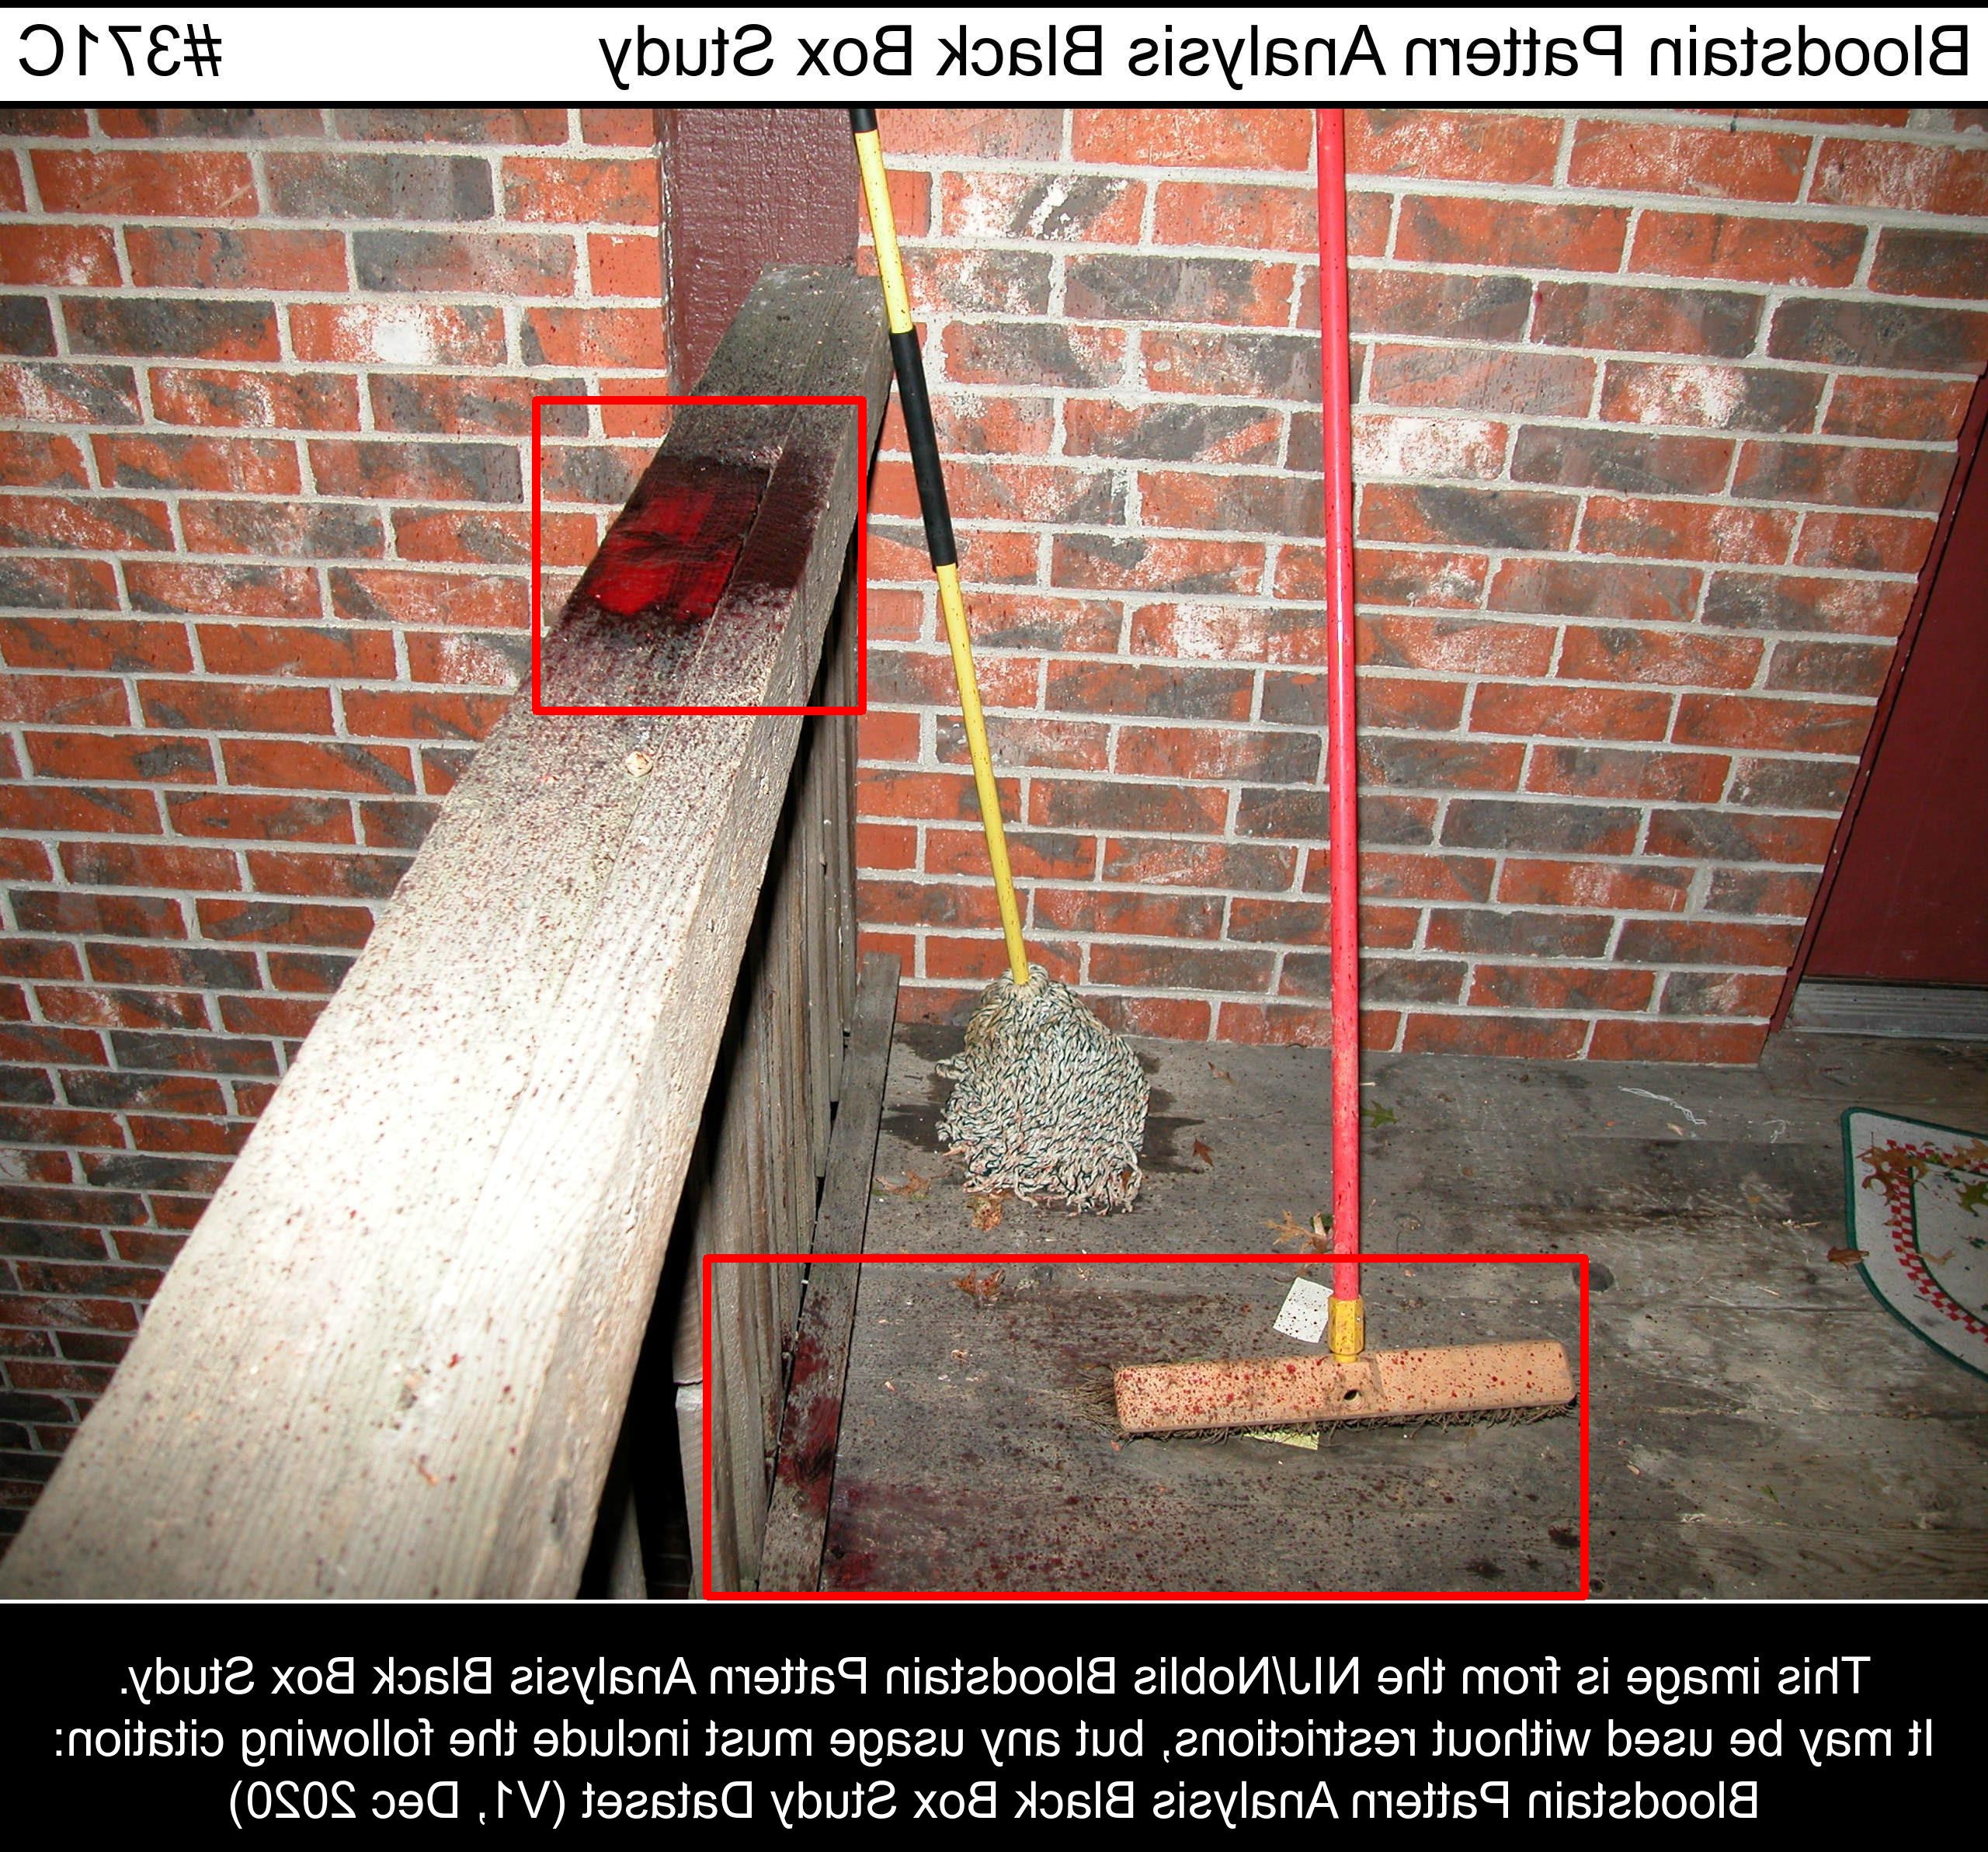 Bloodstain Pattern Analysis Black Box Study #371C
This image is from the NIJ/Noblis Bloodstain Pattern Analysis Black Box Study.
It may be used without restrictions, but any usage must include the following citation:
Bloodstain Pattern Analysis Black Box Study Dataset (V1, Dec 2020)